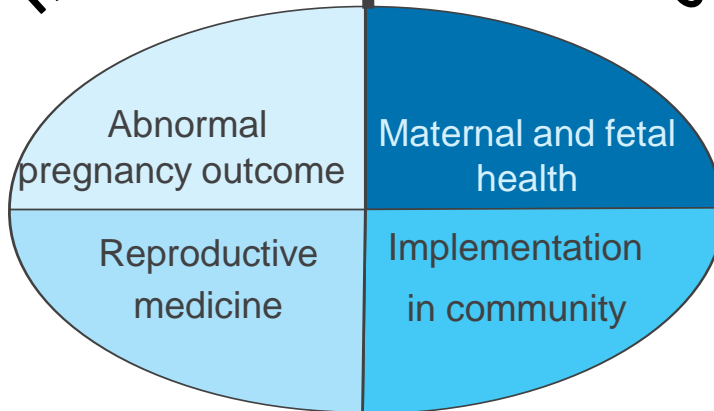 Abnormal
pregnancy outcome
Maternal and fetal
health
Reproductive
medicine
Implementation
in community